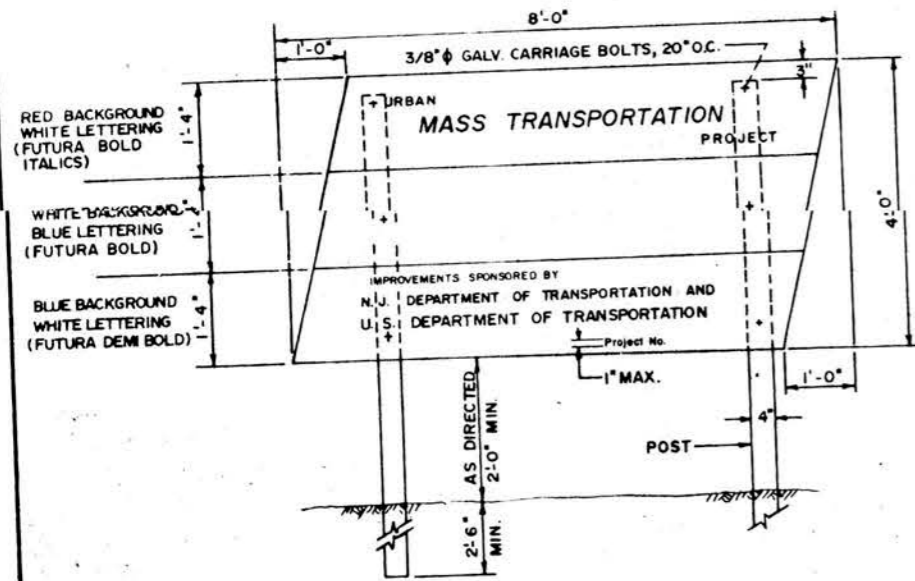 8'-0"
1'-0"
3/8" ϕ GALV. CARRIAGE BOLTS, 20" O.C.
3"
RED BACKGROUND
WHITE LETTERING
(FUTURA BOLD
ITALICS)
1'-4"
URBAN
MASS TRANSPORTATION
PROJECT
WHITE BACKGROUND
BLUE LETTERING
(FUTURA BOLD)
4'-0"
BLUE BACKGROUND
WHITE LETTERING
(FUTURA DEMI BOLD)
1'-4"
IMPROVEMENTS SPONSORED BY
N.J. DEPARTMENT OF TRANSPORTATION AND
U.S. DEPARTMENT OF TRANSPORTATION
Project No.
1" MAX.
1'-0"
AS DIRECTED
2'-0" MIN.
4"
POST
2'-6"
MIN.